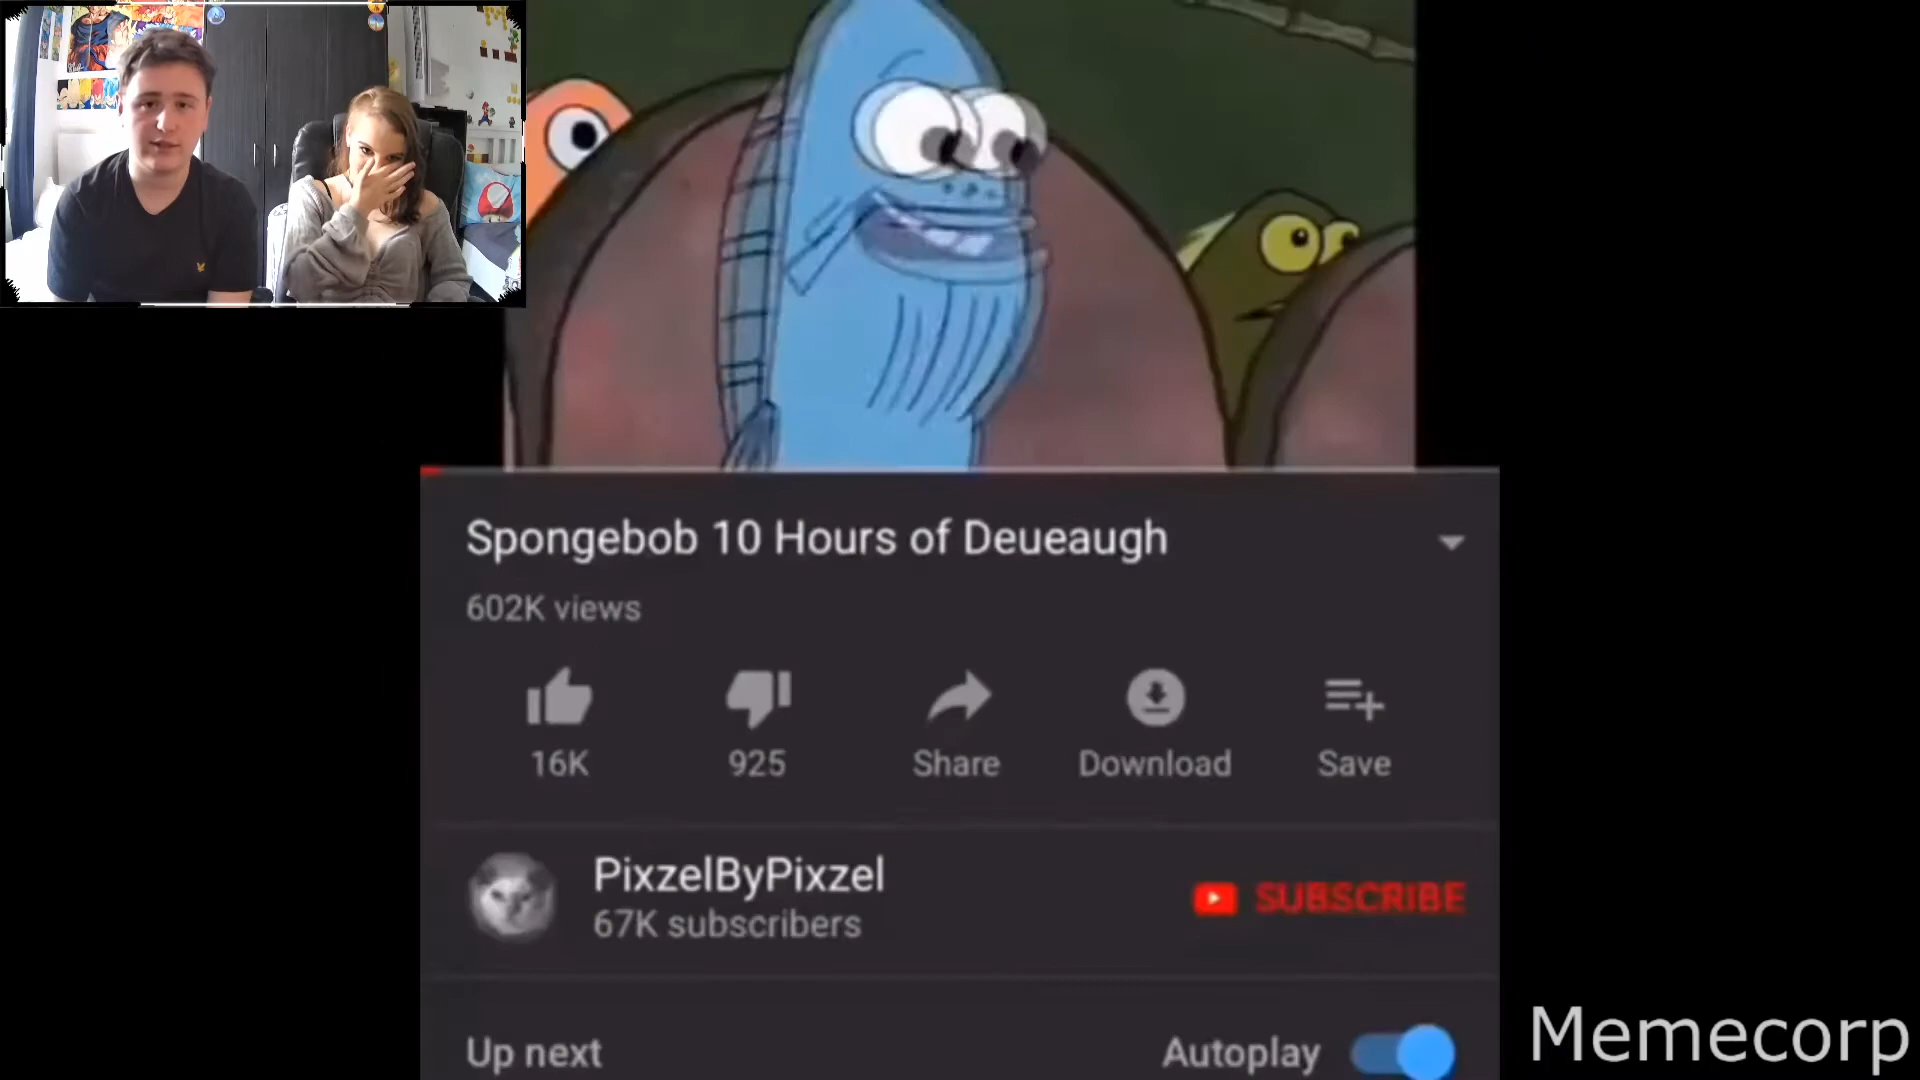 Spongebob 10 Hours of Deueaugh
602K views
16K
925
Share
Download
Save
PixzelByPixzel
67K subscribers
SUBSCRIBE
Up next
Autoplay
Memecorp